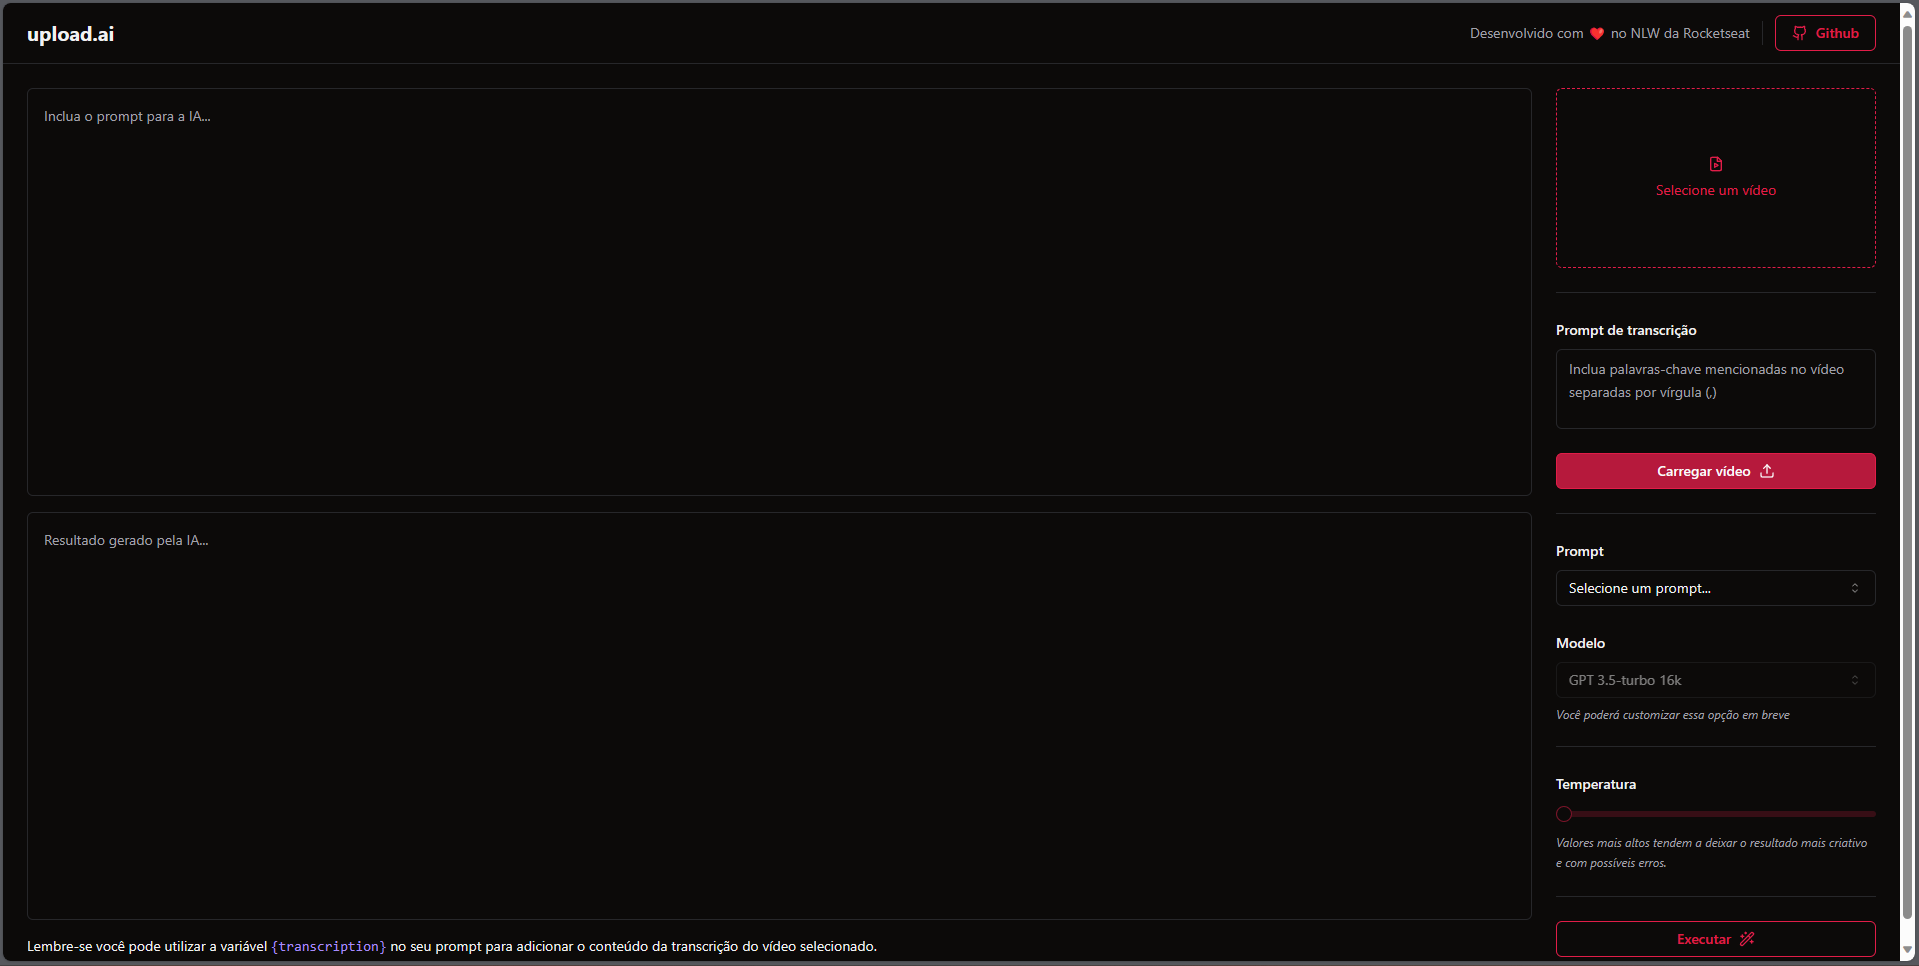 upload.ai
Desenvolvido com ❤️ no NLW da Rocketseat
Github
Inclua o prompt para a IA...
Resultado gerado pela IA...
Lembre-se você pode utilizar a variável {transcription} no seu prompt para adicionar o conteúdo da transcrição do vídeo selecionado.
Selecione um vídeo
Prompt de transcrição
Inclua palavras-chave mencionadas no vídeo
separadas por vírgula (,)
Carregar vídeo
Prompt
Selecione um prompt...
Modelo
GPT 3.5-turbo 16k
Você poderá customizar essa opção em breve
Temperatura
Valores mais altos tendem a deixar o resultado mais criativo
e com possíveis erros.
Executar